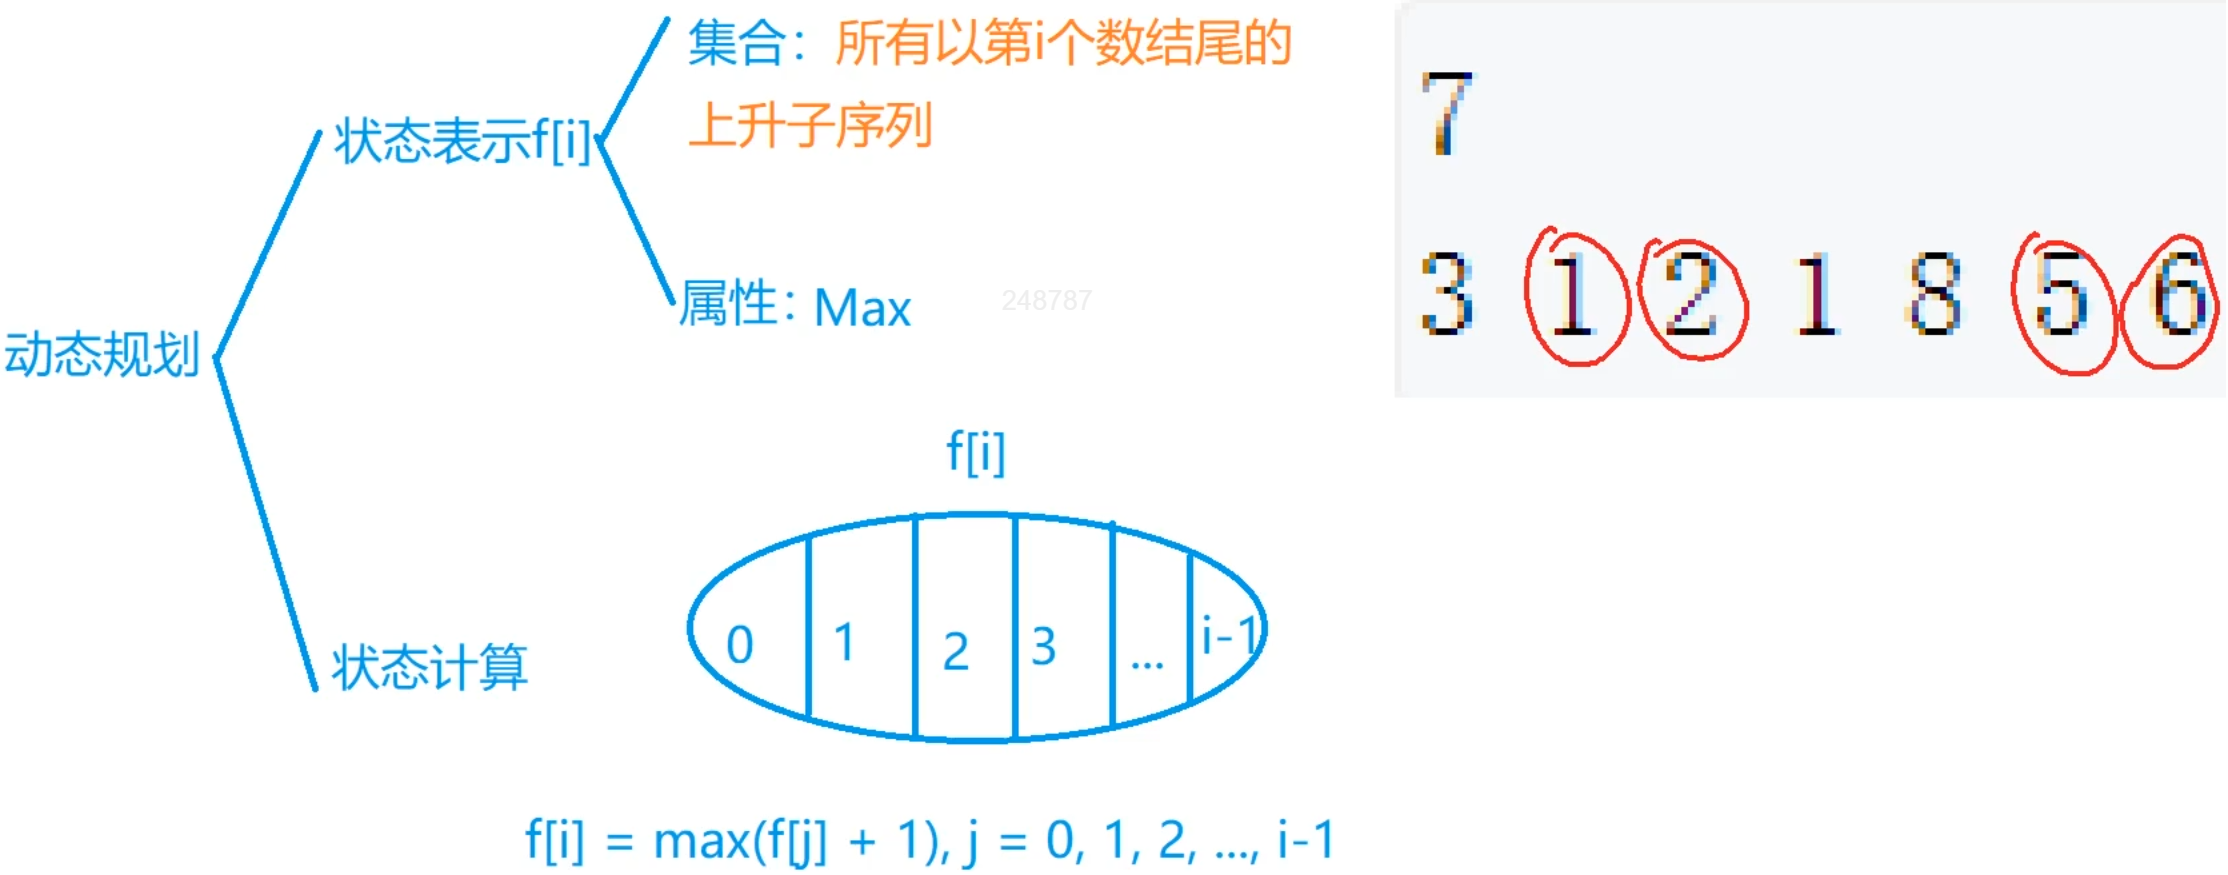 集合：所有以第i个数结尾的
上升子序列
状态表示f[i]
属性：Max
248787
动态规划
f[i]
0 1 2 3 ... i-1
状态计算
f[i] = max(f[j] + 1), j = 0, 1, 2, ..., i-1
7
3 1 2 1 8 5 6